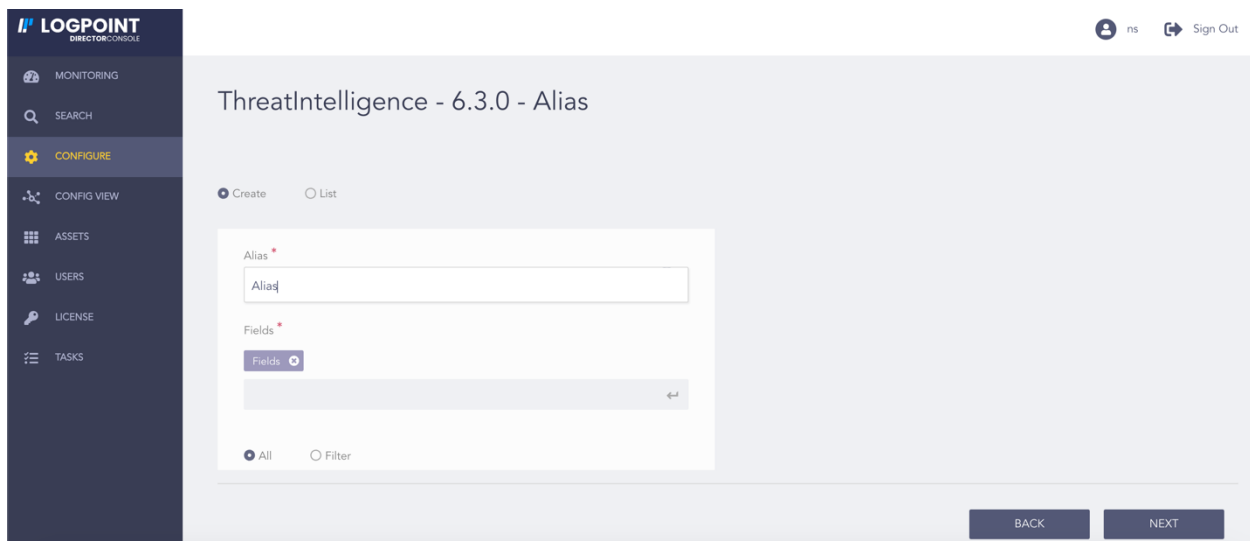 LOGPOINT
DIRECTORCONSOLE
ns
Sign Out
MONITORING
SEARCH
CONFIGURE
CONFIG VIEW
ASSETS
USERS
LICENSE
TASKS
ThreatIntelligence - 6.3.0 - Alias
Create List
Alias *
Alias
Fields *
Fields
All Filter
BACK NEXT